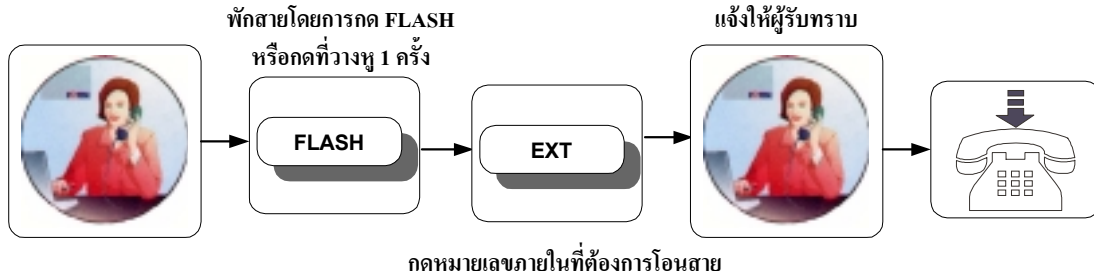 พักสายโดยการกด FLASH
หรือกดที่วางหู 1 ครั้ง
แจ้งให้ผู้รับทราบ
FLASH
EXT
กดหมายเลขภายในที่ต้องการโอนสาย